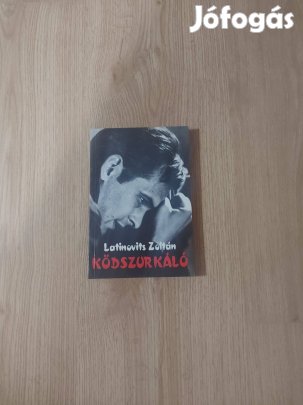 Jófogás
Latinovits Zoltán
KÖDSZURKÁLÓ